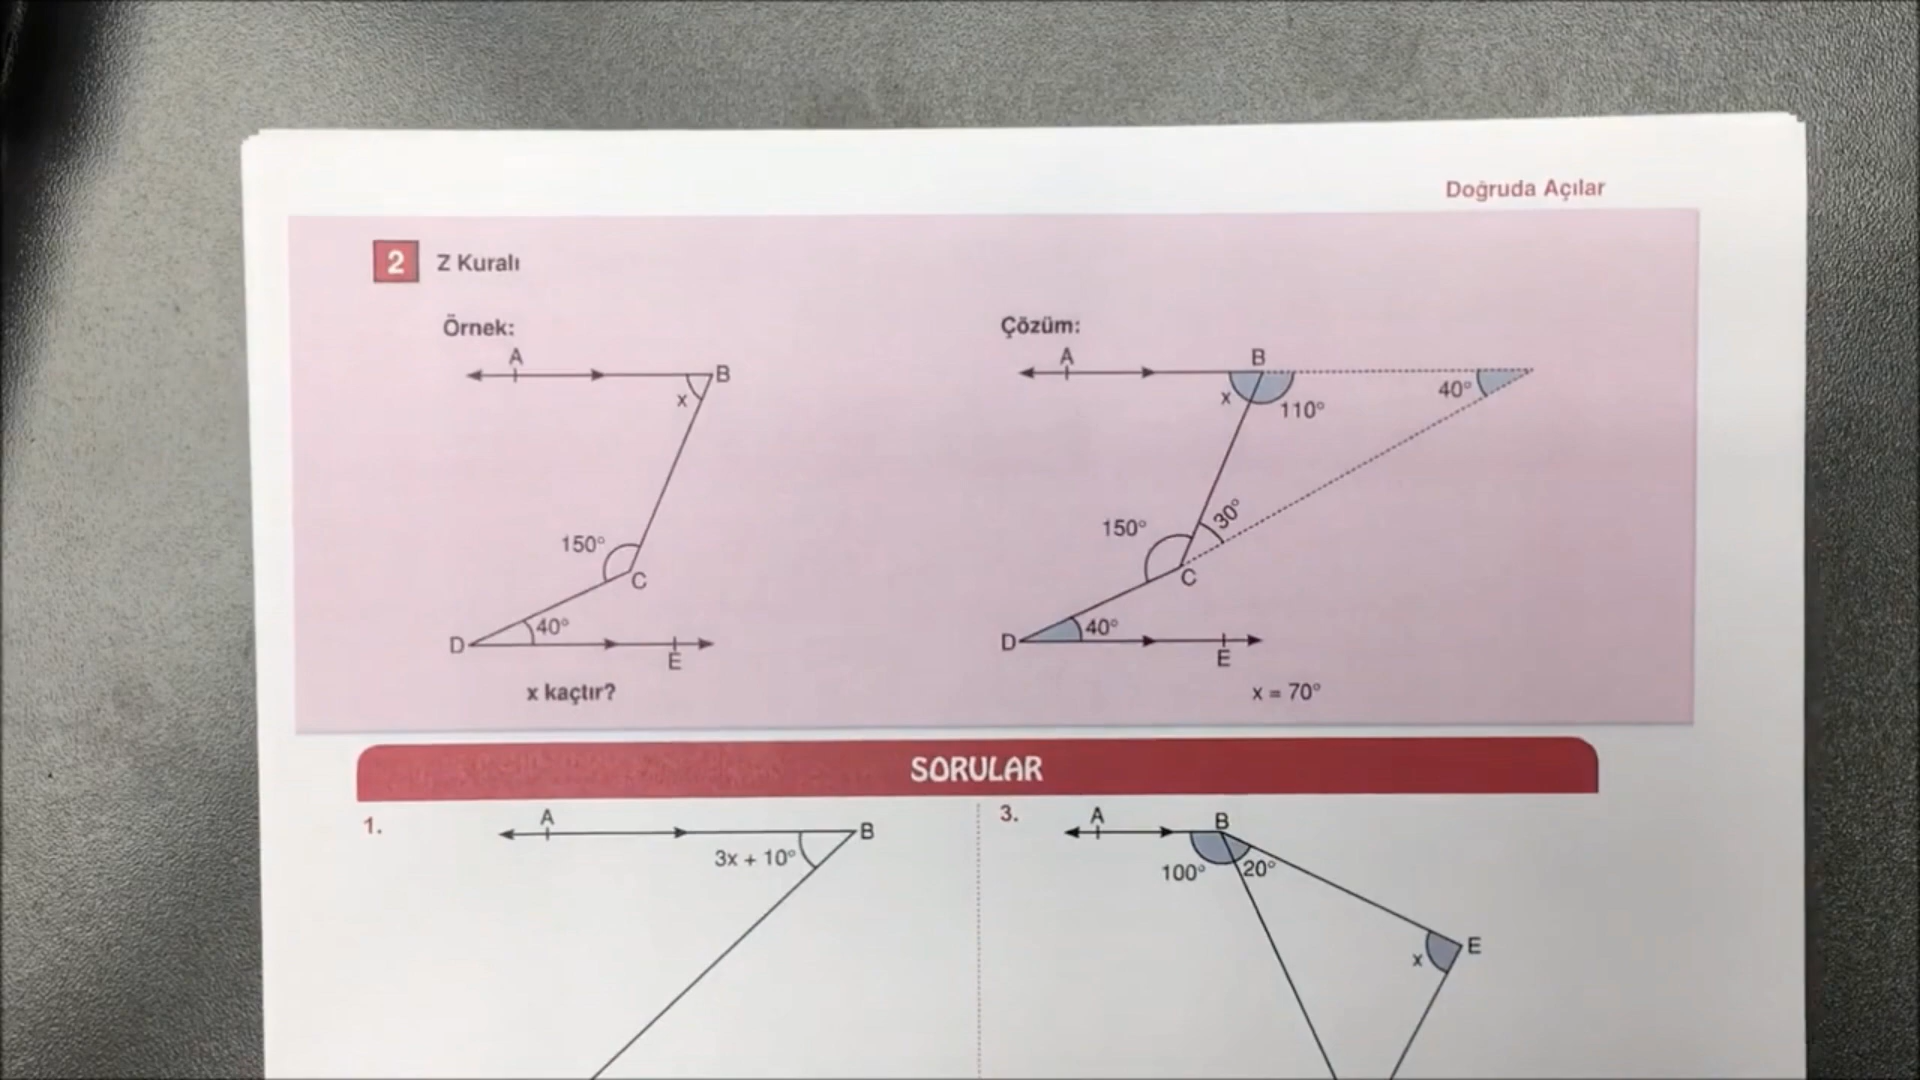 Doğruda Açılar
2 Z Kuralı
Örnek:
A
B
x
150°
C
D
40°
E
x kaçtır?
Çözüm:
A
B
x
110°
40°
150°
30°
C
D
40°
E
x = 70°
SORULAR
1.
A
B
3x + 10°
3.
A
B
100°
20°
x
E